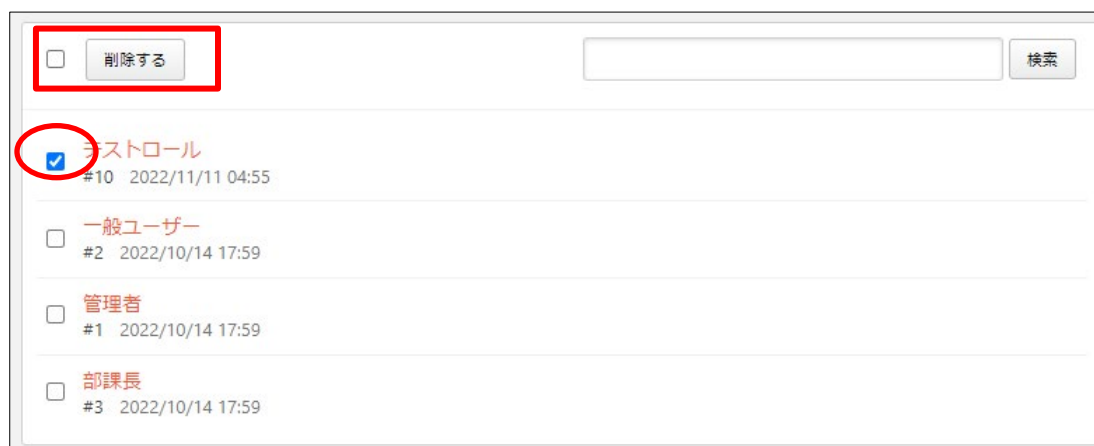 削除する 検索
テストロール
#10 2022/11/11 04:55
一般ユーザー
#2 2022/10/14 17:59
管理者
#1 2022/10/14 17:59
部課長
#3 2022/10/14 17:59